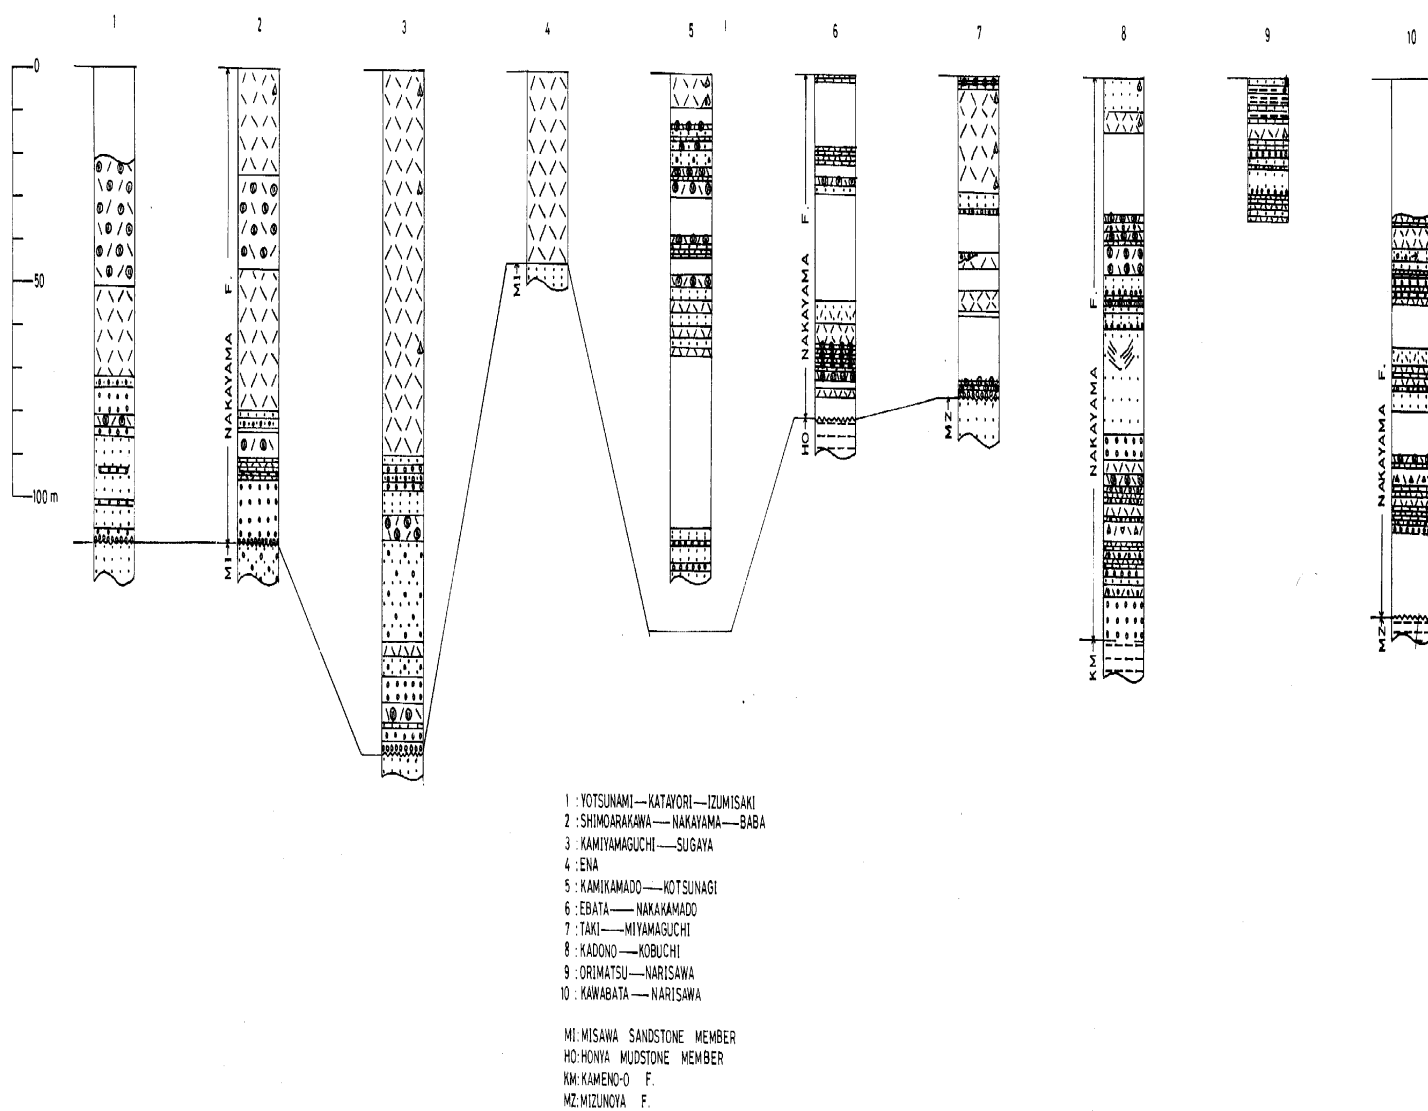 1 2 3 4 5 6 7 8 9 10
0
50
100 m
NAKAYAMA F.
MI
MI
NAKAYAMA F.
HO
MZ
NAKAYAMA F.
KM
NAKAYAMA F.
MZ
1 : YOTSUNAMI—KATAYORI—IZUMISAKI
2 : SHIMOARAKAWA—NAKAYAMA—BABA
3 : KAMIYAMAGUCHI—SUGAYA
4 : ENA
5 : KAMIKAMADO—KOTSUNAGI
6 : EBATA—NAKAKAMADO
7 : TAKI—MIYAMAGUCHI
8 : KADONO—KOBUCHI
9 : ORIMATSU—NARISAWA
10 : KAWABATA—NARISAWA
MI: MISAWA SANDSTONE MEMBER
HO: HONYA MUDSTONE MEMBER
KM: KAMENO-O F.
MZ: MIZUNOYA F.